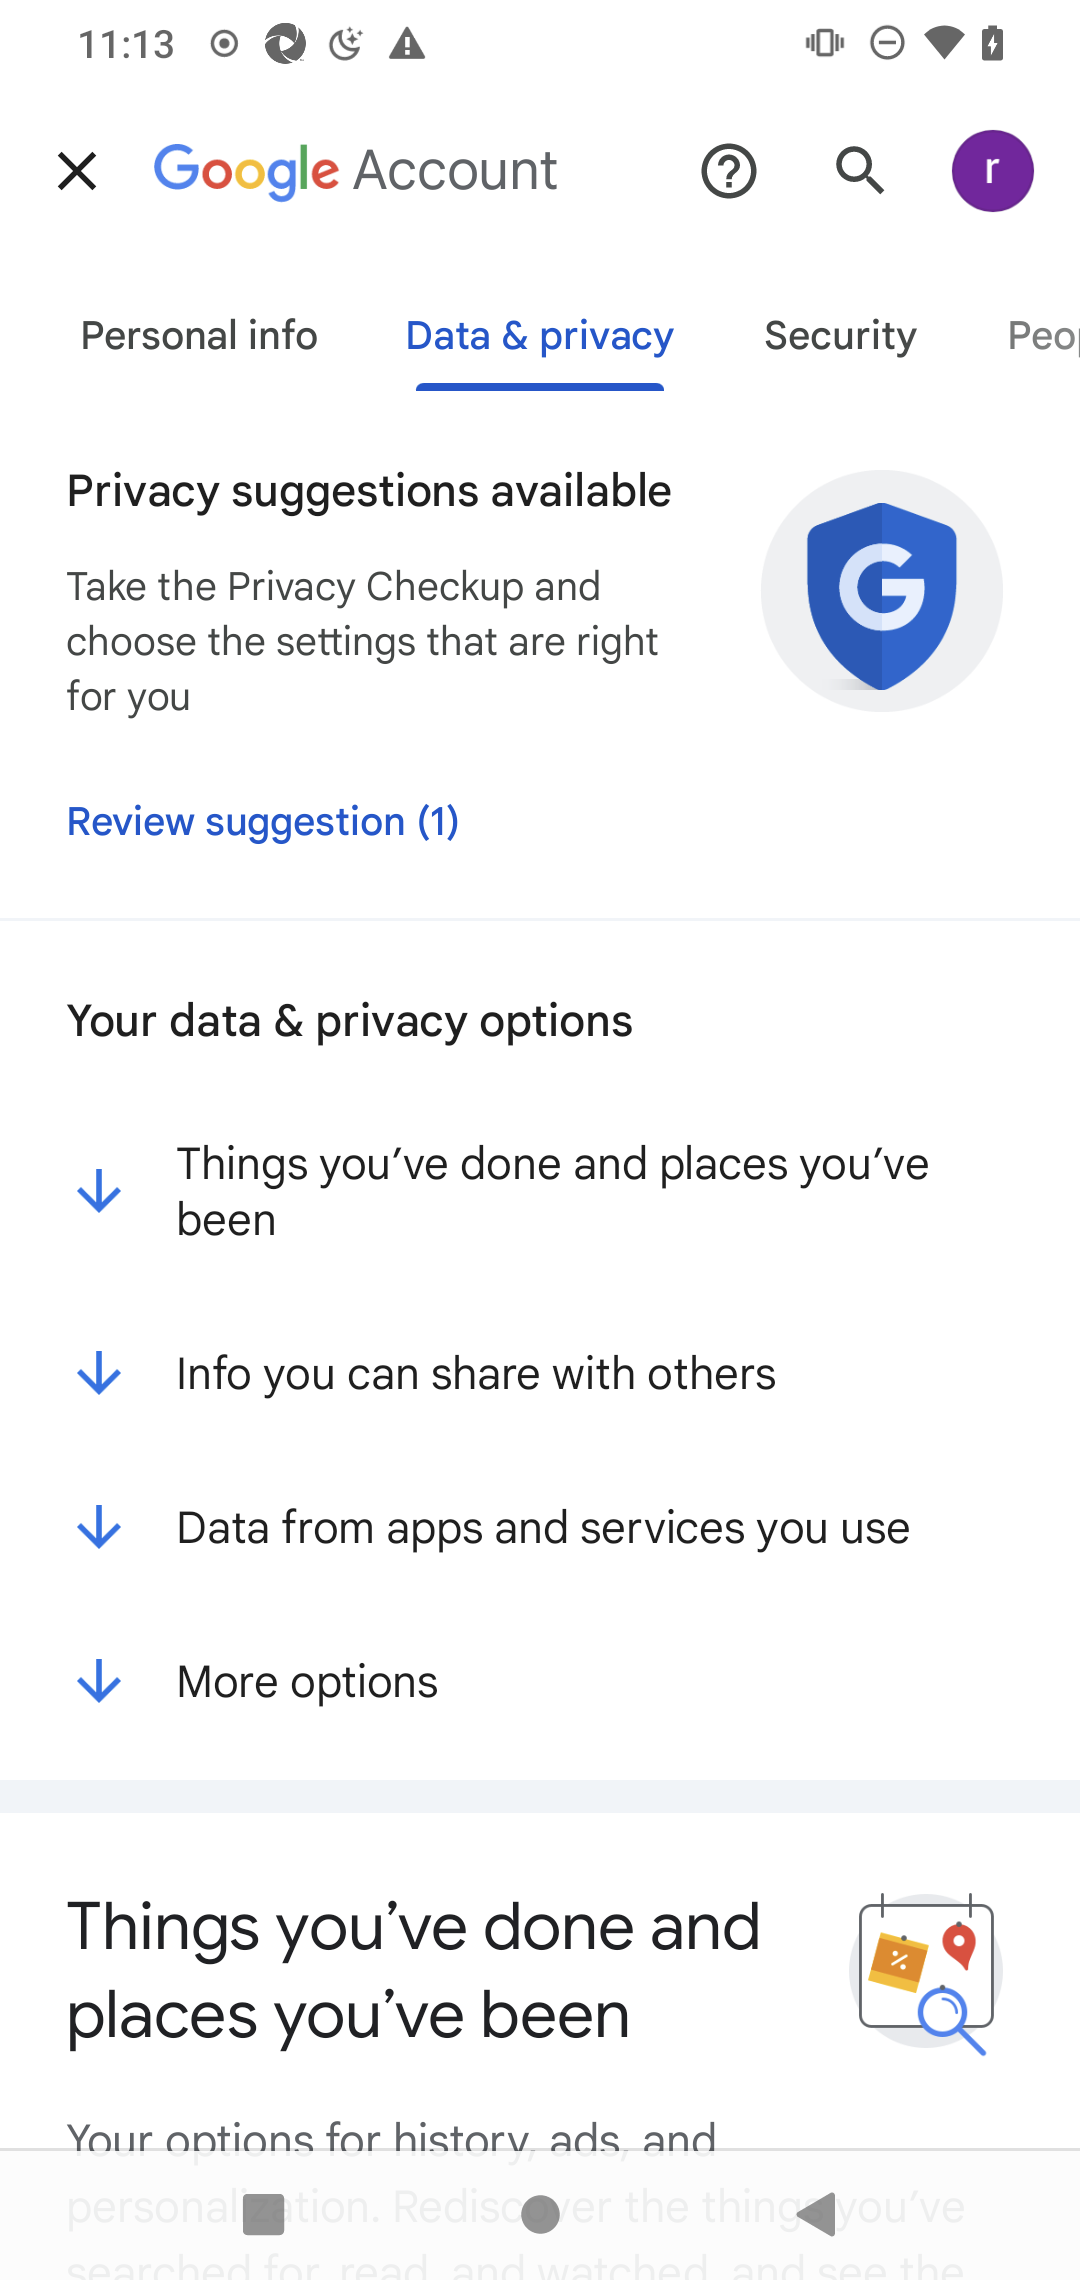 11:13
Google Account
r
Personal info
Data & privacy
Security
Peo
Privacy suggestions available
Take the Privacy Checkup and
choose the settings that are right
for you
Review suggestion (1)
Your data & privacy options
Things you've done and places you've
been
Info you can share with others
Data from apps and services you use
More options
Things you've done and
places you've been
Your options for history, ads, and
personalization. Rediscover the things you've
searched for, read, and watched, and see the